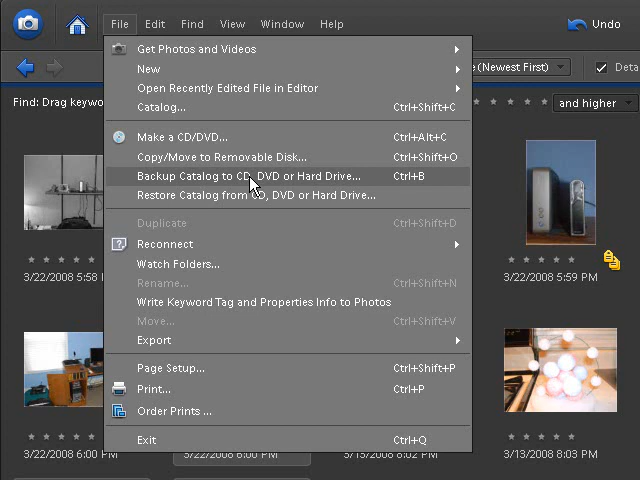 File Edit Find View Window Help Undo
(Newest First) Deta
Find: Drag keywo and higher
Get Photos and Videos
New
Open Recently Edited File in Editor
Catalog... Ctrl+Shift+C
Make a CD/DVD... Ctrl+Alt+C
Copy/Move to Removable Disk... Ctrl+Shift+O
Backup Catalog to CD, DVD or Hard Drive... Ctrl+B
Restore Catalog from CD, DVD or Hard Drive...
Duplicate Ctrl+Shift+D
Reconnect
Watch Folders...
Rename... Ctrl+Shift+N
Write Keyword Tag and Properties Info to Photos
Move... Ctrl+Shift+V
Export
Page Setup... Ctrl+Shift+P
Print... Ctrl+P
Order Prints ...
Exit Ctrl+Q
3/22/2008 5:58 3/22/2008 5:59 PM
3/22/2008 6:00 PM 3/22/2008 6:00 PM 3/13/2008 8:02 PM 3/13/2008 8:03 PM